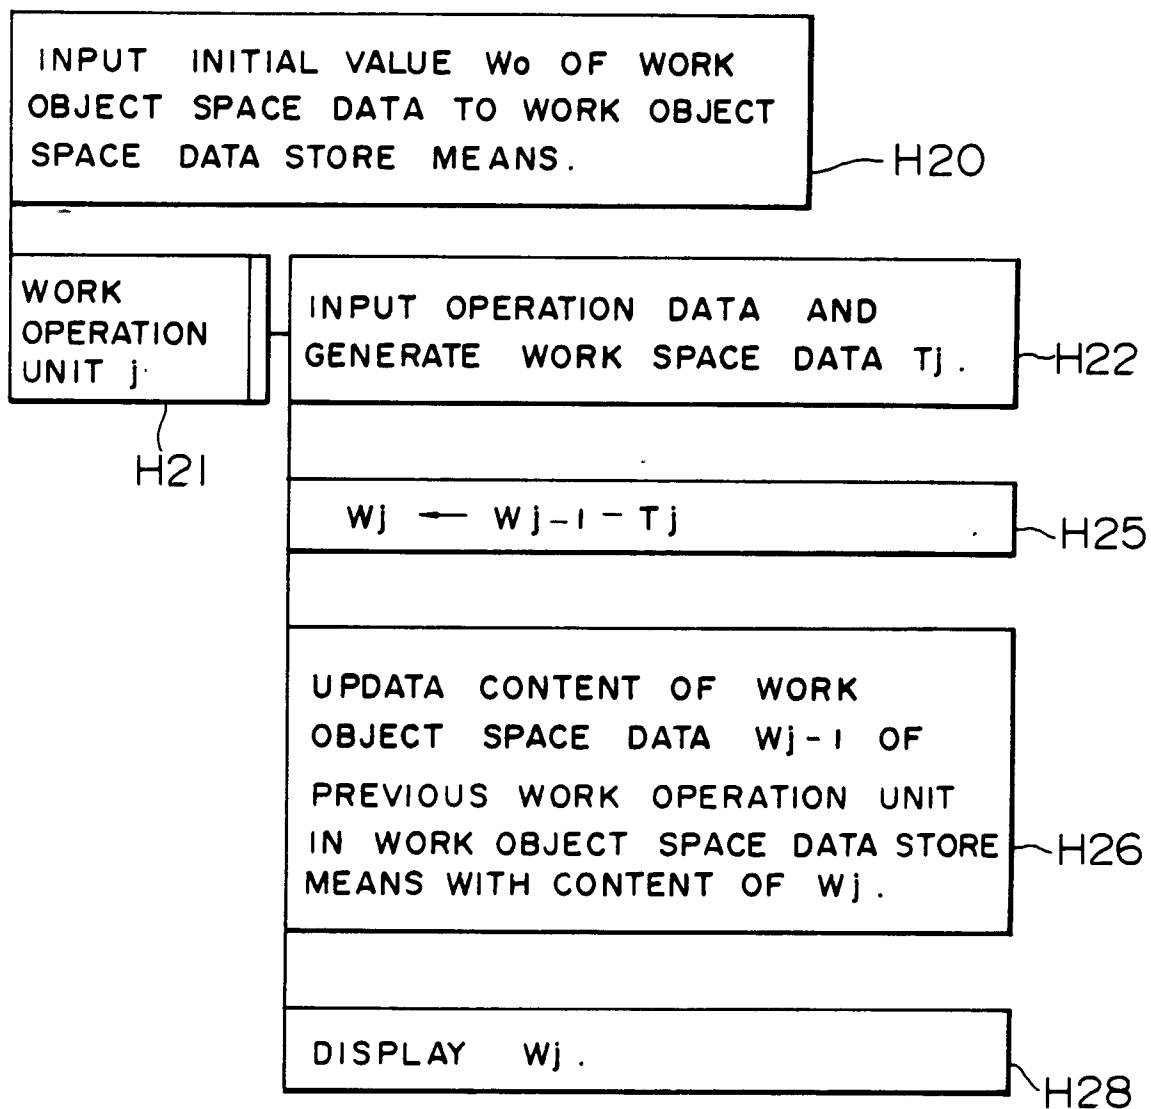 INPUT INITIAL VALUE Wo OF WORK
OBJECT SPACE DATA TO WORK OBJECT
SPACE DATA STORE MEANS.
H20
WORK
OPERATION
UNIT j
H21
INPUT OPERATION DATA AND
GENERATE WORK SPACE DATA Tj.
H22
Wj ← Wj-1 - Tj
H25
UPDATA CONTENT OF WORK
OBJECT SPACE DATA Wj-1 OF
PREVIOUS WORK OPERATION UNIT
IN WORK OBJECT SPACE DATA STORE
MEANS WITH CONTENT OF Wj.
H26
DISPLAY Wj.
H28